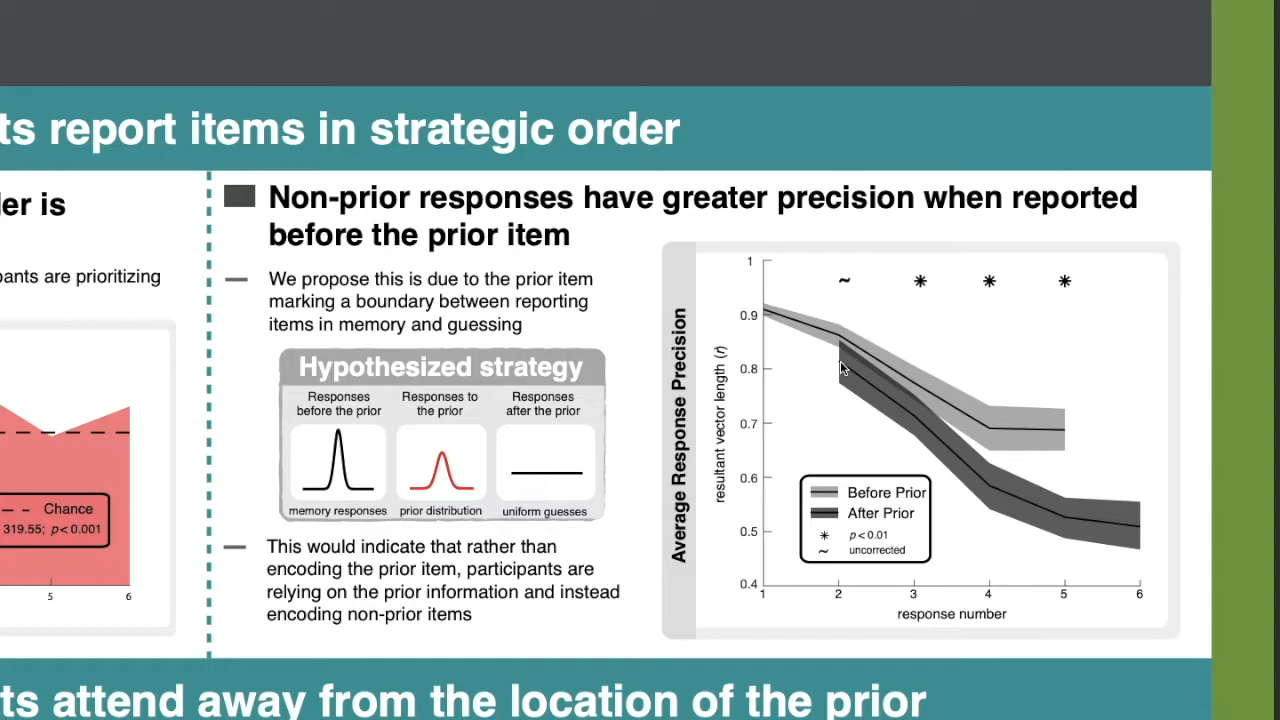 ts report items in strategic order
er is
pants are prioritizing
Chance
319.55; p < 0.001
5
6
Non-prior responses have greater precision when reported
before the prior item
We propose this is due to the prior item
marking a boundary between reporting
items in memory and guessing
Hypothesized strategy
Responses
before the prior
Responses to
the prior
Responses
after the prior
memory responses
prior distribution
uniform guesses
This would indicate that rather than
encoding the prior item, participants are
relying on the prior information and instead
encoding non-prior items
Average Response Precision
resultant vector length (r)
1
0.9
0.8
0.7
0.6
0.5
0.4
~ * * *
Before Prior
After Prior
* p < 0.01
~ uncorrected
1 2 3 4 5 6
response number
ts attend away from the location of the prior